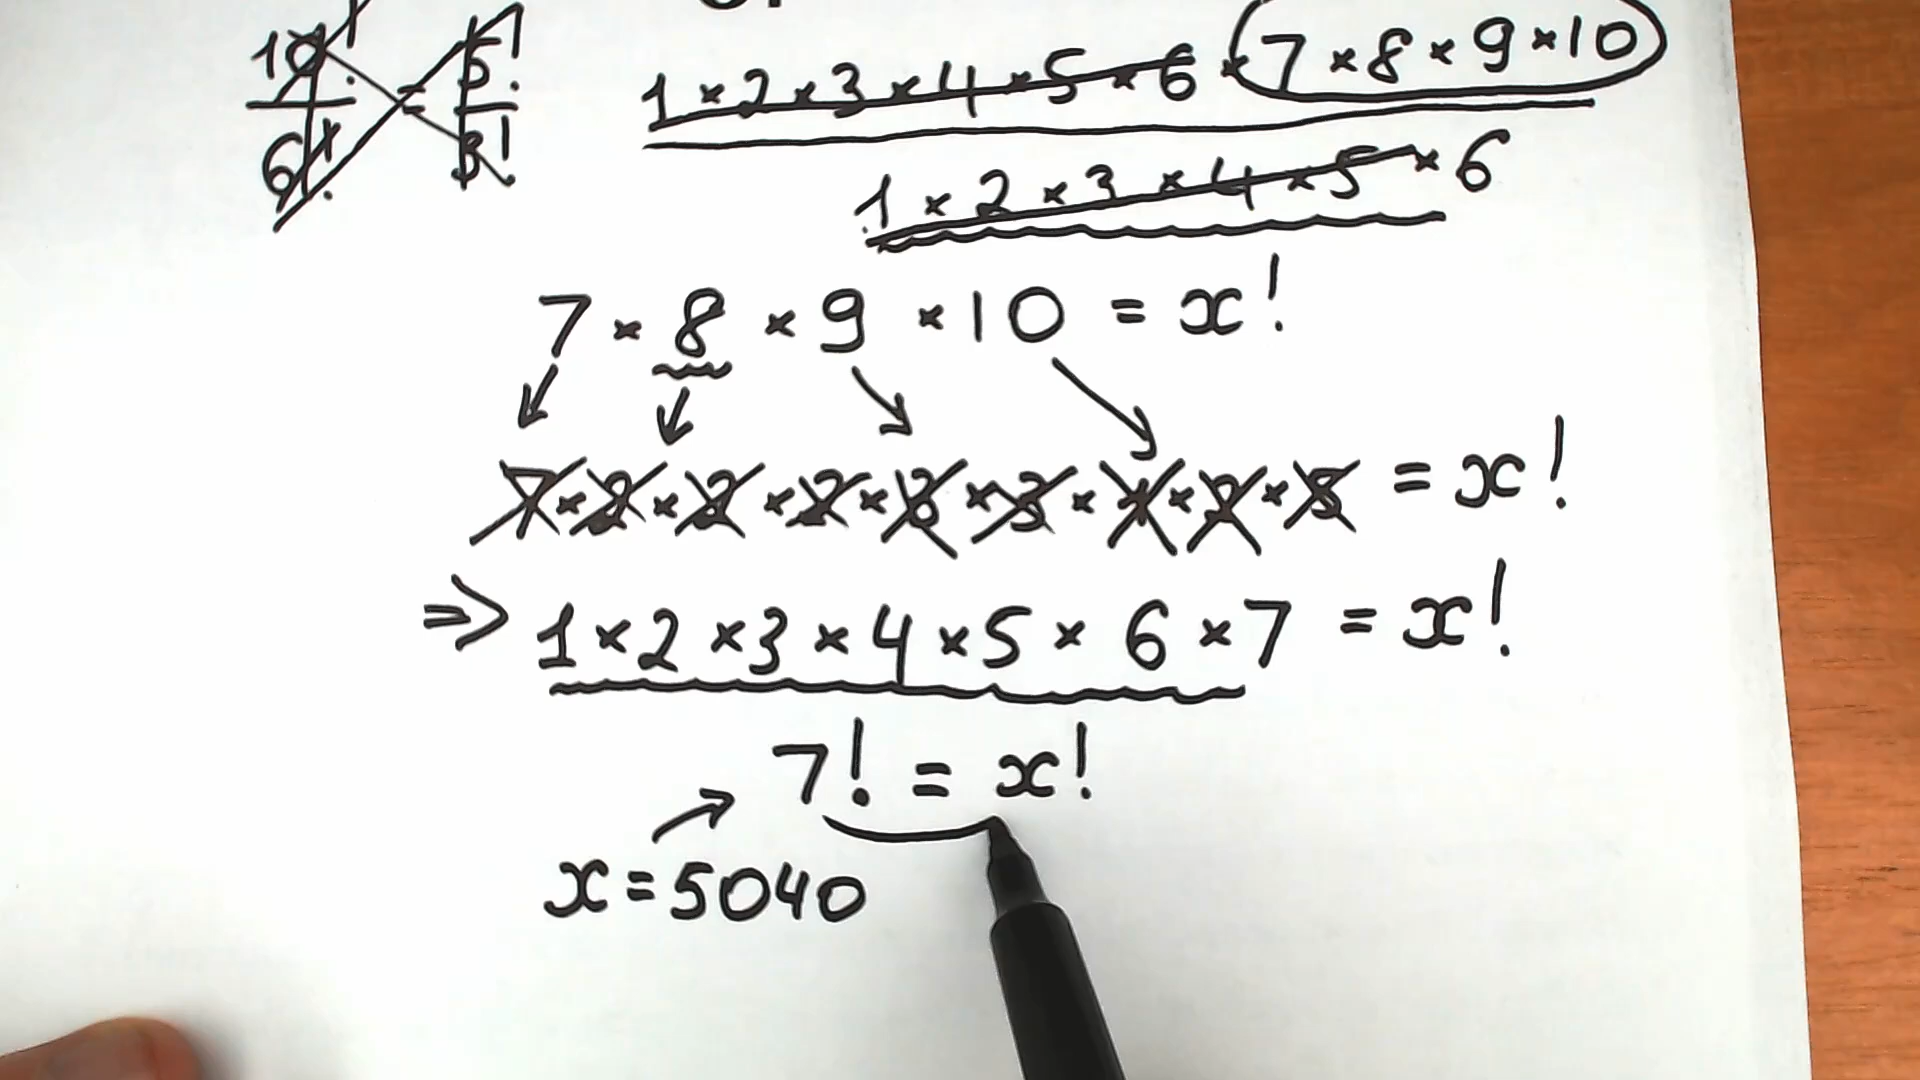 10! / 6! = 5! / 3!
1 × 2 × 3 × 4 × 5 × 6 × 7 × 8 × 9 × 10
1 × 2 × 3 × 4 × 5 × 6
7 × 8 × 9 × 10 = x!
7 × 2 × 2 × 2 × 3 × 3 × 1 × 2 × 5 = x!
⇒ 1 × 2 × 3 × 4 × 5 × 6 × 7 = x!
7! = x!
x = 5040